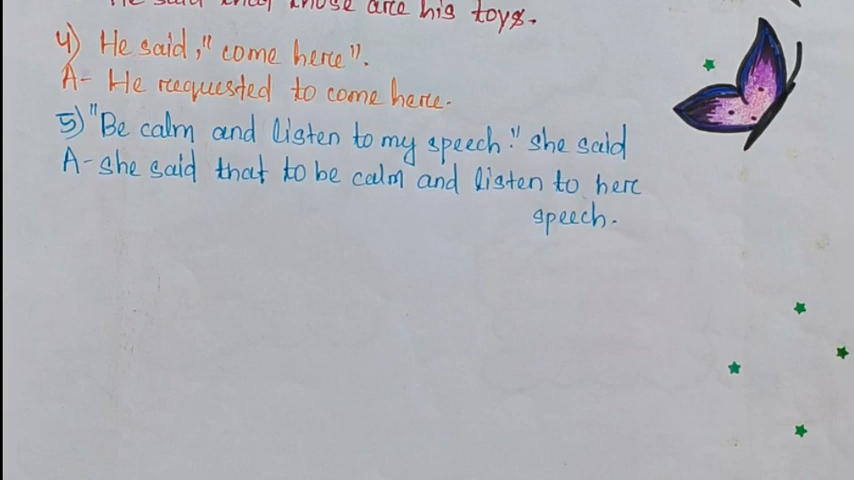 He said that those are his toys.
4) He said," come here".
A- He requested to come here.
5) "Be calm and listen to my speech." she said
A- she said that to be calm and listen to her
speech.